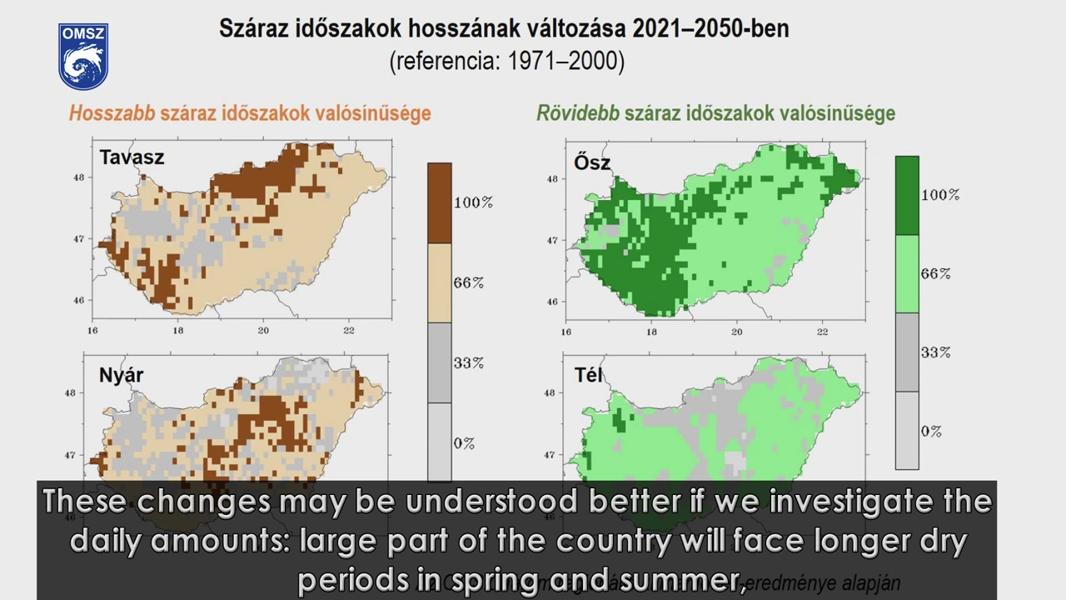 OMSZ
Száraz időszakok hosszának változása 2021–2050-ben
(referencia: 1971–2000)
Hosszabb száraz időszakok valósínűsége
Rövidebb száraz időszakok valósínűsége
Tavasz
48
47
46
16 18 20 22
100%
66%
33%
0%
Ősz
48
47
46
16 18 20 22
100%
66%
33%
0%
Nyár
48
47
Tél
48
47
These changes may be understood better if we investigate the
daily amounts: large part of the country will face longer dry
periods in spring and summer,
eredménye alapján